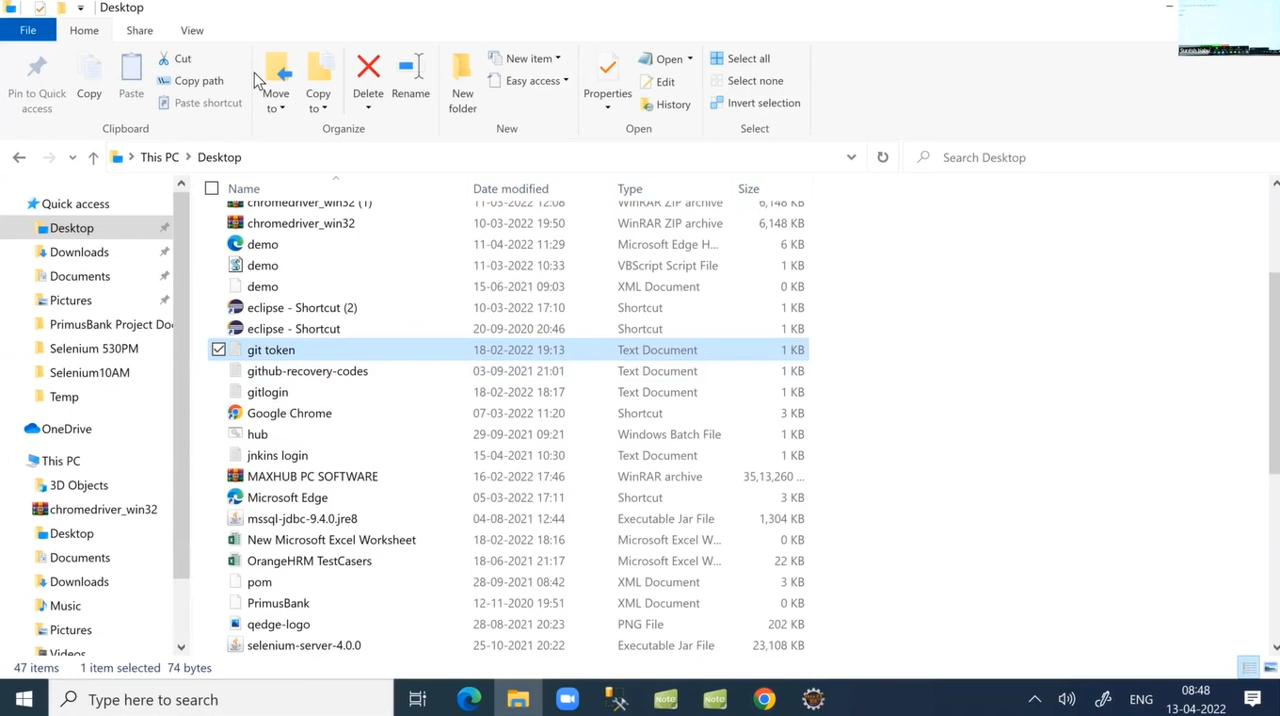 Desktop
File Home Share View
Pin to Quick access
Copy
Paste
Cut
Copy path
Paste shortcut
Clipboard
Move to
Copy to
Delete
Rename
Organize
New folder
New item
Easy access
New
Properties
Open
Edit
History
Open
Select all
Select none
Invert selection
Select
This PC Desktop
Search Desktop
Quick access
Desktop
Downloads
Documents
Pictures
PrimusBank Project Do
Selenium 530PM
Selenium10AM
Temp
OneDrive
This PC
3D Objects
chromedriver_win32
Desktop
Documents
Downloads
Music
Pictures
Videos
Name Date modified Type Size
chromedriver_win32 (1) 11-03-2022 12:08 WinRAR ZIP archive 6,148 KB
chromedriver_win32 10-03-2022 19:50 WinRAR ZIP archive 6,148 KB
demo 11-04-2022 11:29 Microsoft Edge H... 6 KB
demo 11-03-2022 10:33 VBScript Script File 1 KB
demo 15-06-2021 09:03 XML Document 0 KB
eclipse - Shortcut (2) 10-03-2022 17:10 Shortcut 1 KB
eclipse - Shortcut 20-09-2020 20:46 Shortcut 1 KB
git token 18-02-2022 19:13 Text Document 1 KB
github-recovery-codes 03-09-2021 21:01 Text Document 1 KB
gitlogin 18-02-2022 18:17 Text Document 1 KB
Google Chrome 07-03-2022 11:20 Shortcut 3 KB
hub 29-09-2021 09:21 Windows Batch File 1 KB
jnkins login 15-04-2021 10:30 Text Document 1 KB
MAXHUB PC SOFTWARE 16-02-2022 17:46 WinRAR archive 35,13,260 ...
Microsoft Edge 05-03-2022 17:11 Shortcut 3 KB
mssql-jdbc-9.4.0.jre8 04-08-2021 12:44 Executable Jar File 1,304 KB
New Microsoft Excel Worksheet 18-02-2022 18:16 Microsoft Excel W... 0 KB
OrangeHRM TestCasers 18-06-2021 21:17 Microsoft Excel W... 22 KB
pom 28-09-2021 08:42 XML Document 3 KB
PrimusBank 12-11-2020 19:51 XML Document 0 KB
qedge-logo 28-08-2021 20:23 PNG File 202 KB
selenium-server-4.0.0 25-10-2021 20:22 Executable Jar File 23,108 KB
47 items 1 item selected 74 bytes
Type here to search
Note
Note
ENG
08:48
13-04-2022